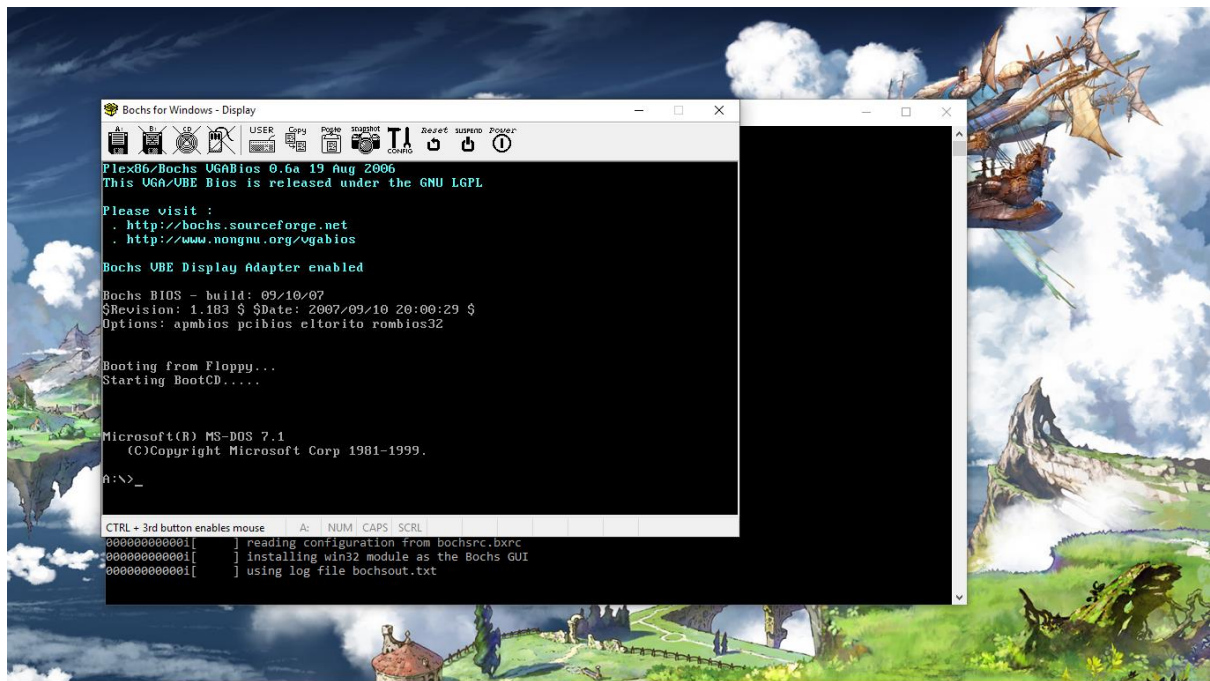 Bochs for Windows - Display
A: B: CD USER Copy Paste snapshot CONFIG Reset SUSPEND Power
Plex86/Bochs VGABios 0.6a 19 Aug 2006
This VGA/VBE Bios is released under the GNU LGPL
Please visit :
. http://bochs.sourceforge.net
. http://www.nongnu.org/vgabios
Bochs VBE Display Adapter enabled
Bochs BIOS - build: 09/10/07
$Revision: 1.183 $ $Date: 2007/09/10 20:00:29 $
Options: apmbios pcibios eltorito rombios32
Booting from Floppy...
Starting BootCD.....
Microsoft(R) MS-DOS 7.1
(C)Copyright Microsoft Corp 1981-1999.
A:\>_
CTRL + 3rd button enables mouse A: NUM CAPS SCRL
00000000000i[ ] reading configuration from bochsrc.bxrc
00000000000i[ ] installing win32 module as the Bochs GUI
00000000000i[ ] using log file bochsout.txt